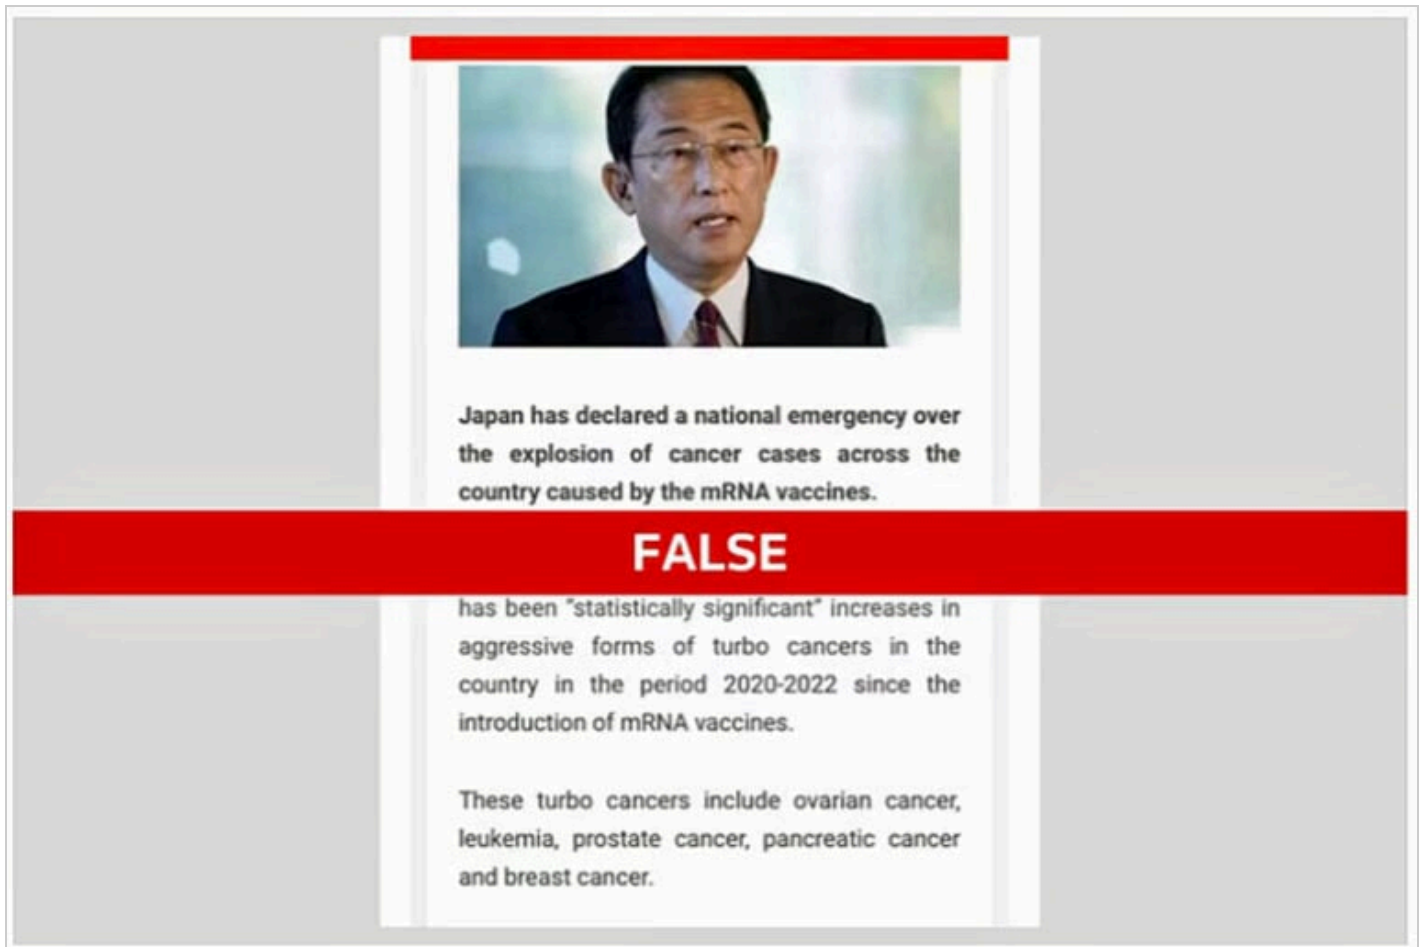 Japan has declared a national emergency over
the explosion of cancer cases across the
country caused by the mRNA vaccines.
FALSE
has been "statistically significant" increases in
aggressive forms of turbo cancers in the
country in the period 2020-2022 since the
introduction of mRNA vaccines.
These turbo cancers include ovarian cancer,
leukemia, prostate cancer, pancreatic cancer
and breast cancer.